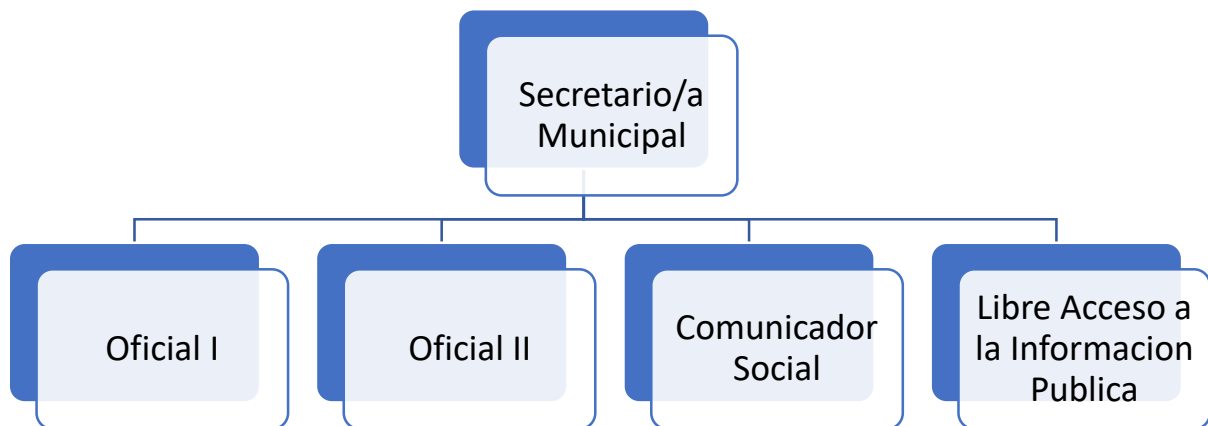 Secretario/a
Municipal
Oficial I
Oficial II
Comunicador
Social
Libre Acceso a
la Informacion
Publica